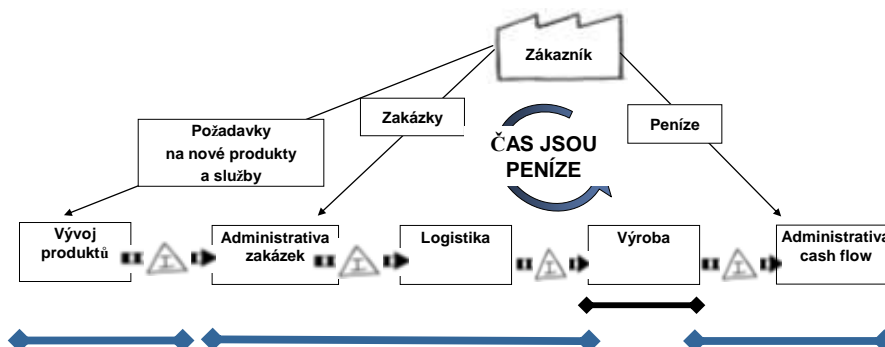 Zákazník
Zakázky
Požadavky
na nové produkty
a služby
Peníze
ČAS JSOU
PENÍZE
Vývoj
produktů
Administrativa
zakázek
Logistika
Výroba
Administrativa
cash flow
I
I
I
I